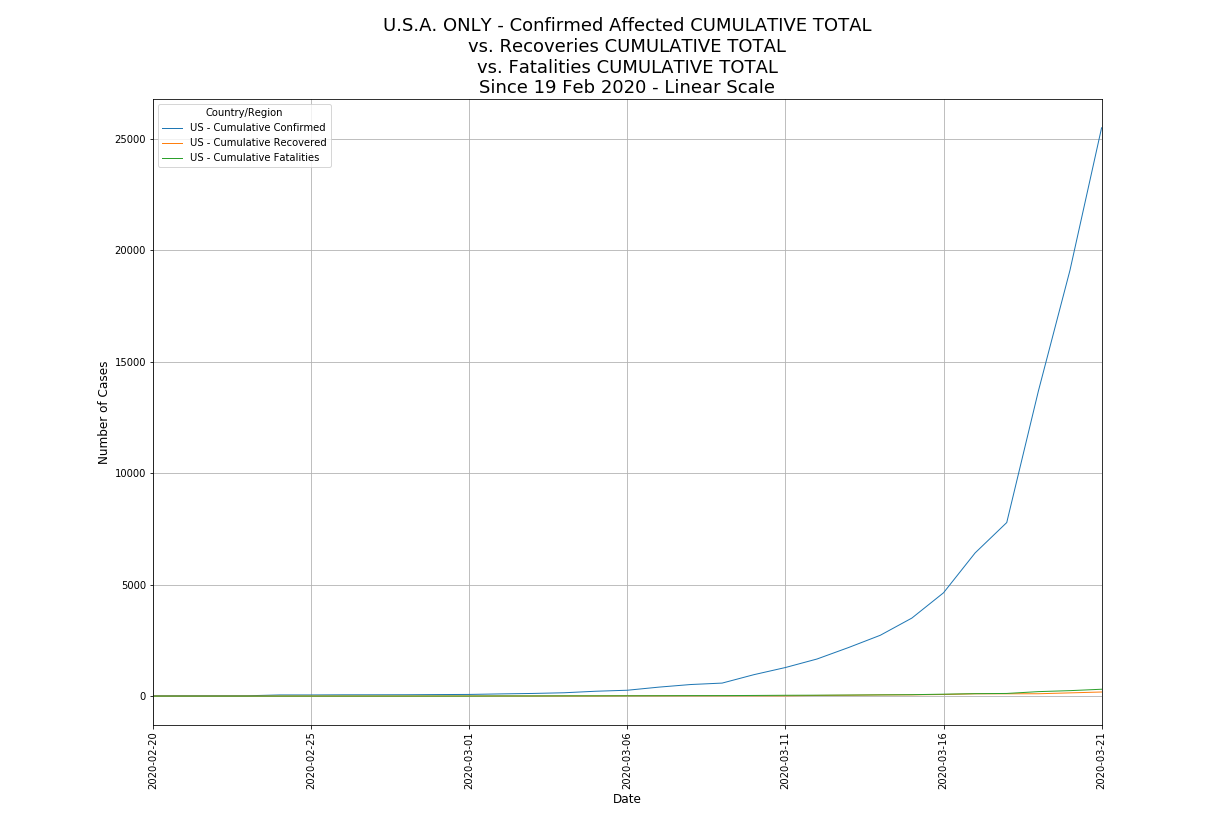 U.S.A. ONLY - Confirmed Affected CUMULATIVE TOTAL
vs. Recoveries CUMULATIVE TOTAL
vs. Fatalities CUMULATIVE TOTAL
Since 19 Feb 2020 - Linear Scale
Country/Region
US - Cumulative Confirmed
US - Cumulative Recovered
US - Cumulative Fatalities
25000
20000
15000
10000
5000
0
Number of Cases
2020-02-20
2020-02-25
2020-03-01
2020-03-06
2020-03-11
2020-03-16
2020-03-21
Date